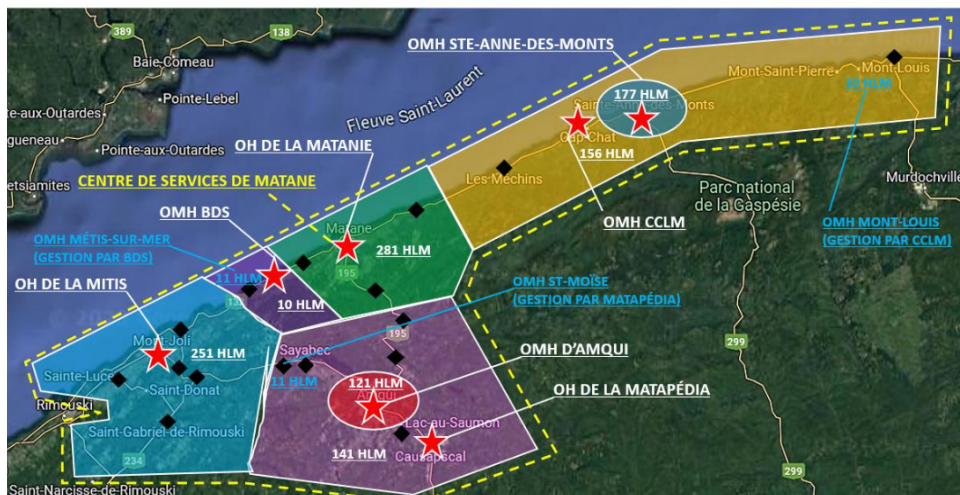 389
138
Baie-Comeau
Pointe-Lebel
te-aux-Outardes
Pointe-aux-Outardes
gueneau
etsiamites
Fleuve Saint-Laurent
OMH STE-ANNE-DES-MONTS
177 HLM
Sainte-Anne-des-Monts
Cap-Chat
156 HLM
Mont-Saint-Pierre
Mont-Louis
10 HLM
Murdochville
Parc national
de la Gaspésie
OH DE LA MATANIE
CENTRE DE SERVICES DE MATANE
Les Méchins
OMH BDS
Matane
281 HLM
195
OMH CCLM
OMH MONT-LOUIS
(GESTION PAR CCLM)
OMH MÉTIS-SUR-MER
(GESTION PAR BDS)
11 HLM
10 HLM
132
OMH ST-MOÏSE
(GESTION PAR MATAPÉDIA)
OH DE LA MITIS
Mont-Joli
251 HLM
Sainte-Luce
Saint-Donat
Rimouski
Saint-Gabriel-de-Rimouski
234
Saint-Narcisse-de-Rimouski
195
Sayabec
11 HLM
OMH D'AMQUI
121 HLM
Amqui
OH DE LA MATAPÉDIA
Lac-au-Saumon
141 HLM
Causapscal
299
299